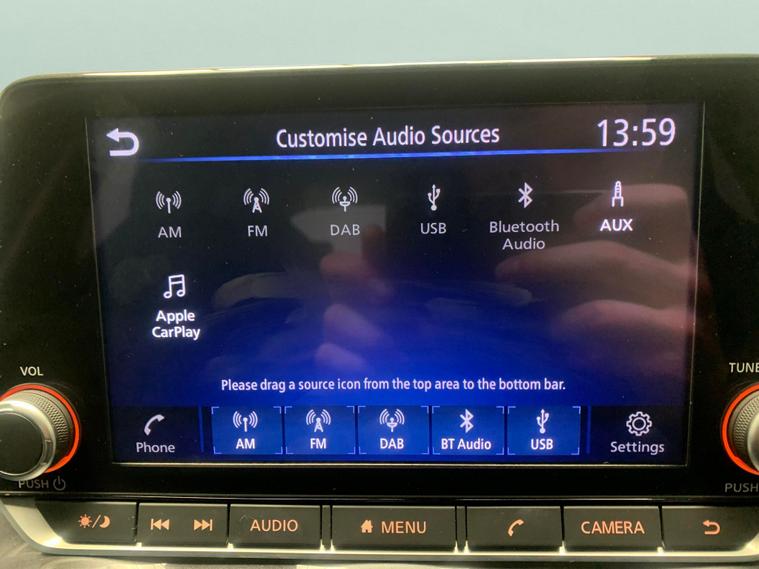 Customise Audio Sources 13:59
AM FM DAB USB Bluetooth Audio AUX
Apple CarPlay
Please drag a source icon from the top area to the bottom bar.
Phone AM FM DAB BT Audio USB Settings
VOL
TUNE
PUSH
PUSH
AUDIO MENU CAMERA